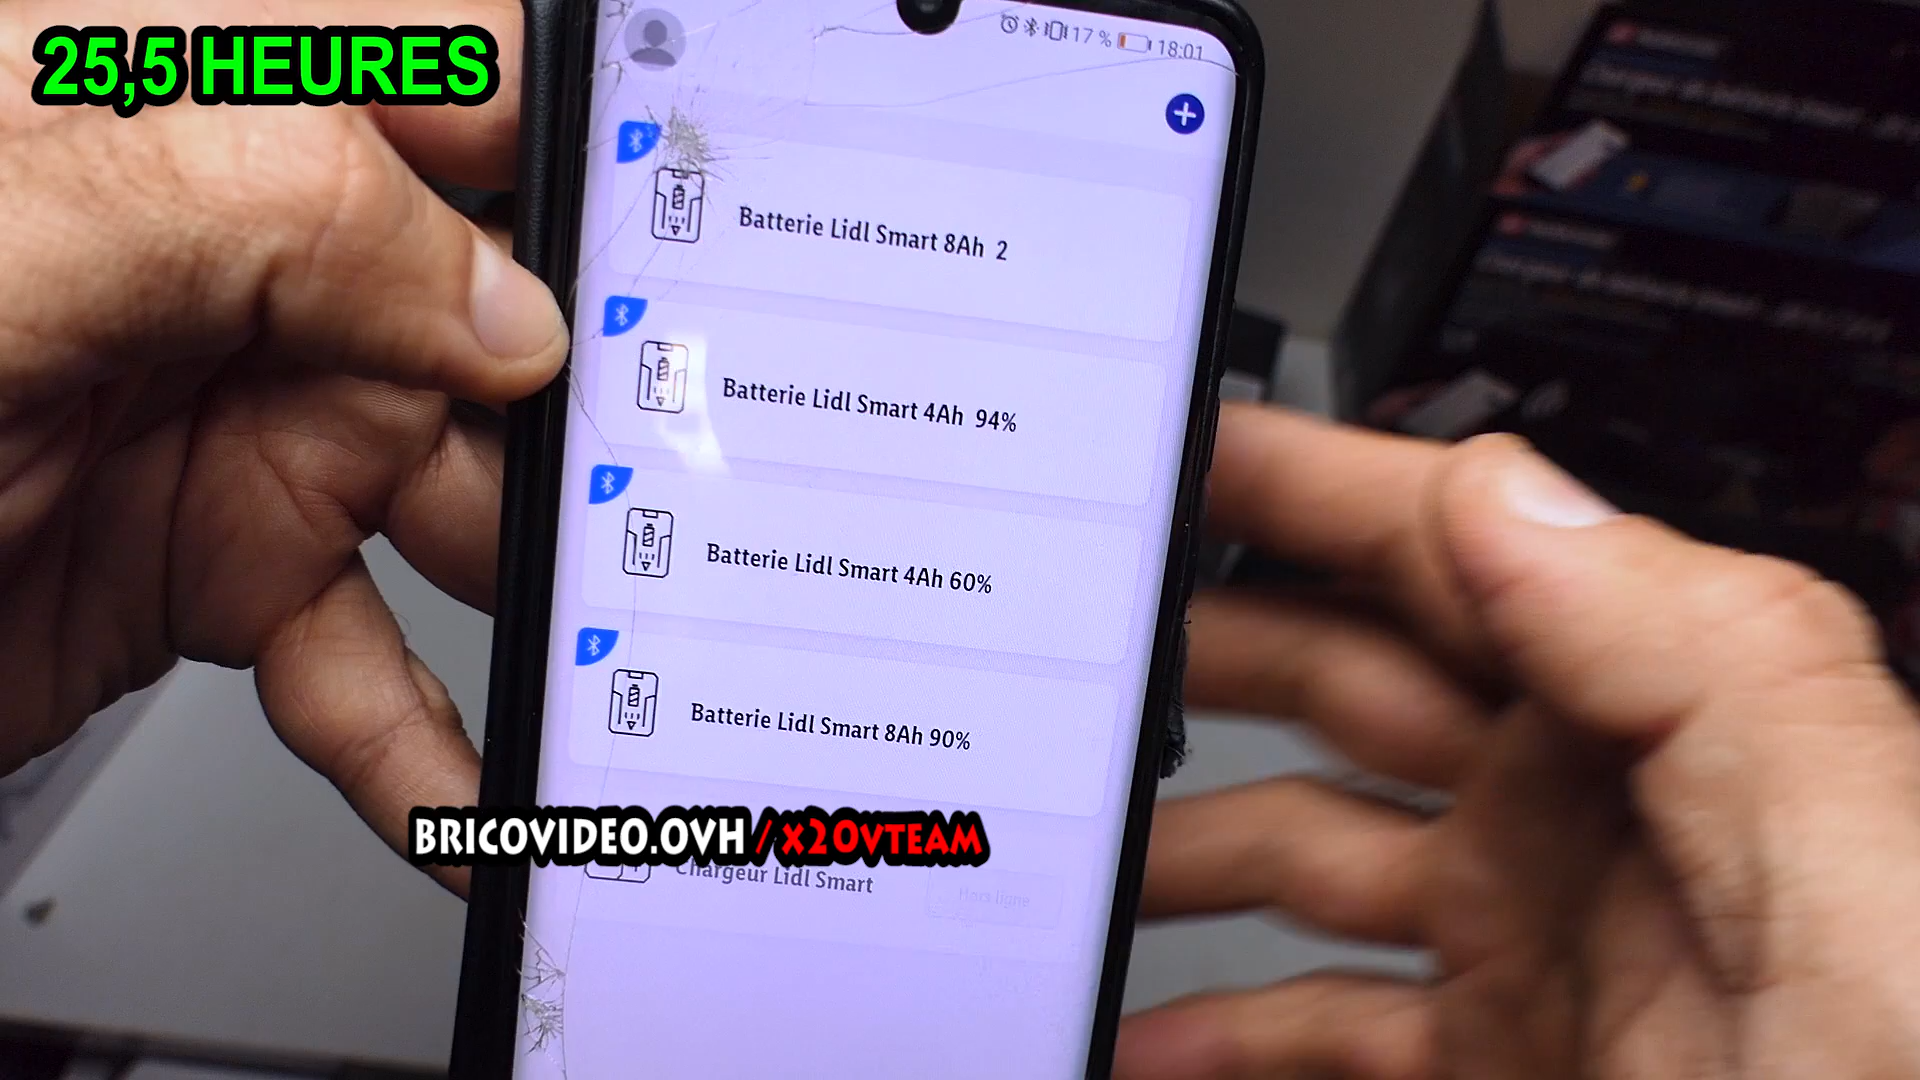 25,5 HEURES
17 % 18:01
Batterie Lidl Smart 8Ah 2
Batterie Lidl Smart 4Ah 94%
Batterie Lidl Smart 4Ah 60%
Batterie Lidl Smart 8Ah 90%
BRICOVIDEO.OVH / X20VTEAM
Chargeur Lidl Smart
Hors ligne